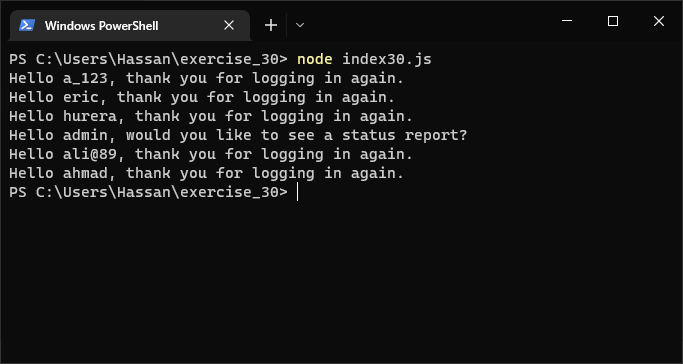 Windows PowerShell
PS C:\Users\Hassan\exercise_30> node index30.js
Hello a_123, thank you for logging in again.
Hello eric, thank you for logging in again.
Hello hurera, thank you for logging in again.
Hello admin, would you like to see a status report?
Hello ali@89, thank you for logging in again.
Hello ahmad, thank you for logging in again.
PS C:\Users\Hassan\exercise_30>